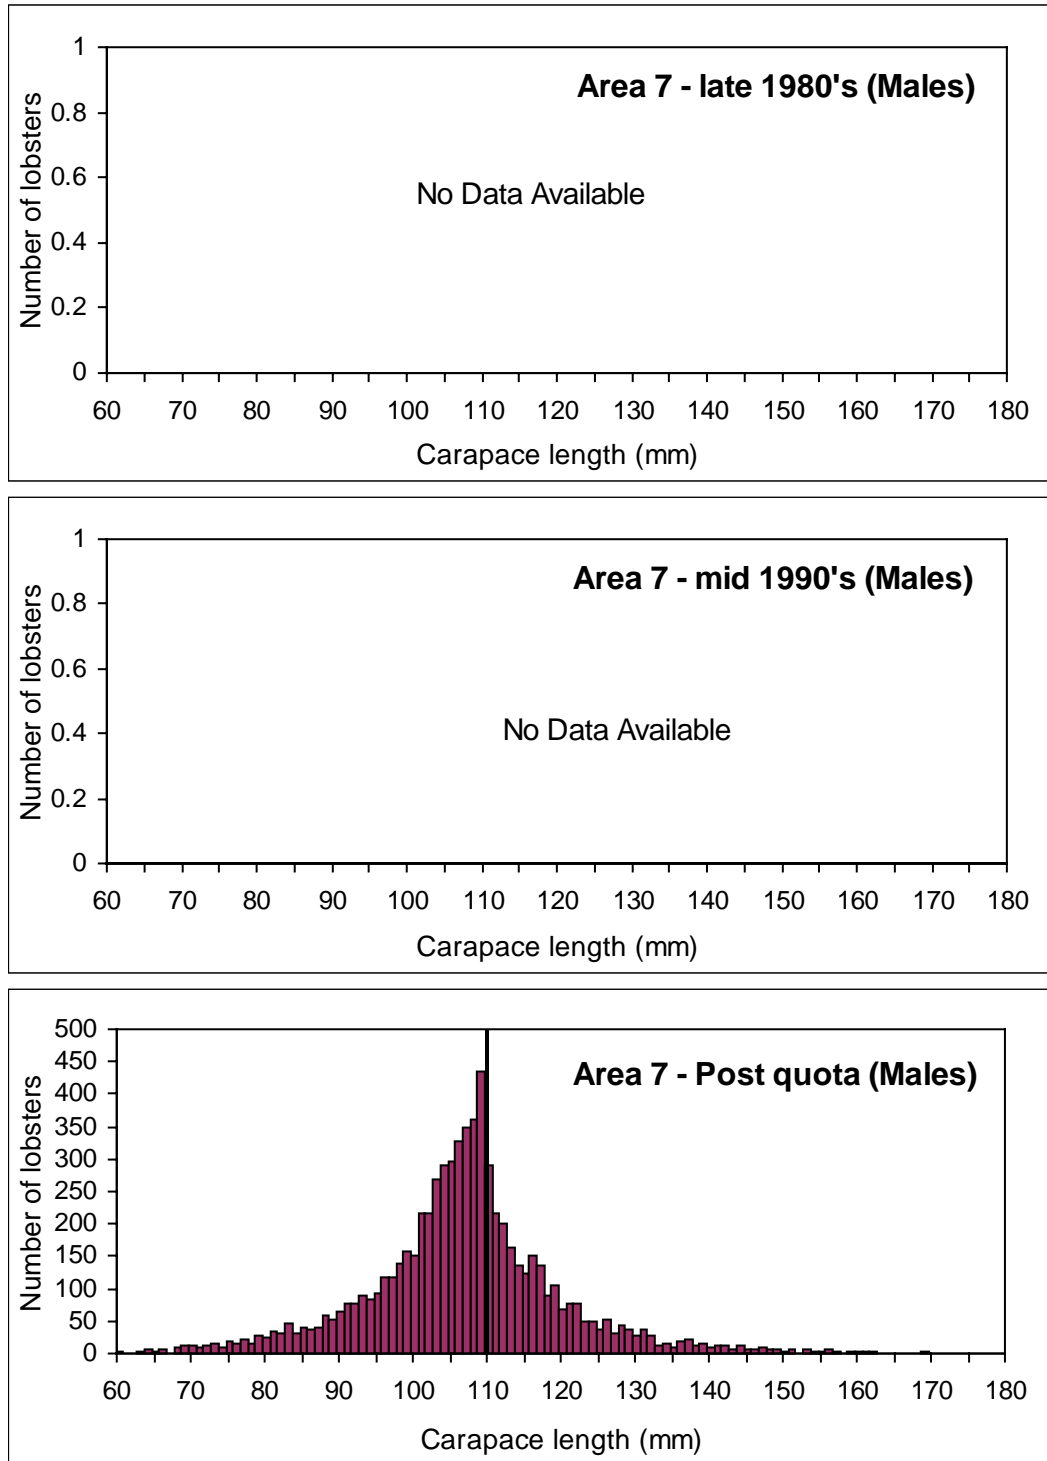 Area 7 - late 1980's (Males)
Number of lobsters
1
0.8
0.6
0.4
0.2
0
No Data Available
60 70 80 90 100 110 120 130 140 150 160 170 180
Carapace length (mm)
Area 7 - mid 1990's (Males)
Number of lobsters
1
0.8
0.6
0.4
0.2
0
No Data Available
60 70 80 90 100 110 120 130 140 150 160 170 180
Carapace length (mm)
Area 7 - Post quota (Males)
Number of lobsters
500
450
400
350
300
250
200
150
100
50
0
60 70 80 90 100 110 120 130 140 150 160 170 180
Carapace length (mm)